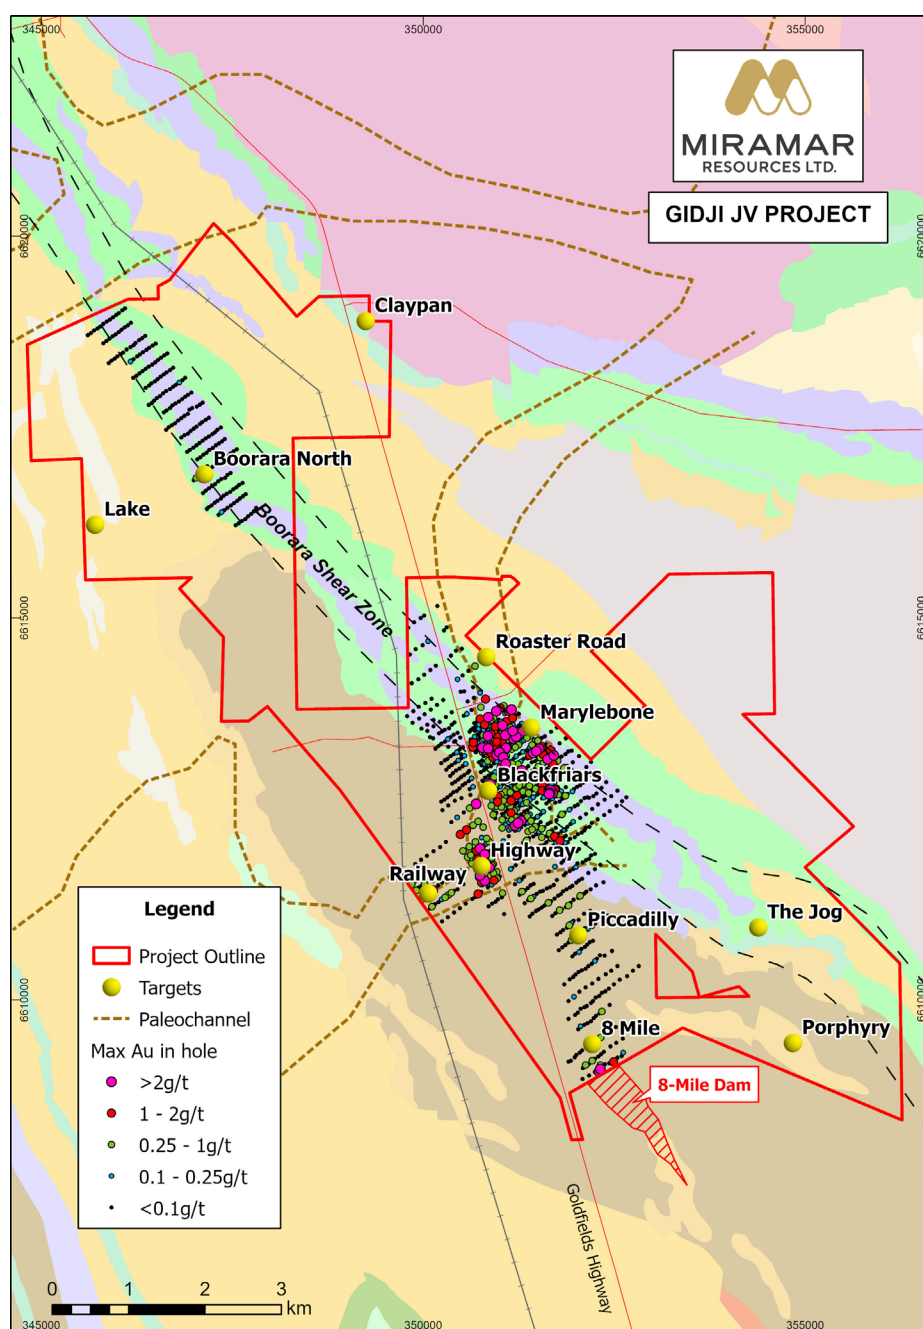 345000
350000
355000
MIRAMAR
RESOURCES LTD.
GIDJI JV PROJECT
6620000
6620000
Claypan
Boorara North
Lake
Boorara Shear Zone
6615000
6615000
Roaster Road
Marylebone
Blackfriars
Highway
Railway
Piccadilly
The Jog
Legend
Project Outline
Targets
Paleochannel
Max Au in hole
>2g/t
1 - 2g/t
0.25 - 1g/t
0.1 - 0.25g/t
<0.1g/t
6610000
6610000
8-Mile
Porphyry
8-Mile Dam
Goldfields Highway
0 1 2 3
km
345000
350000
355000